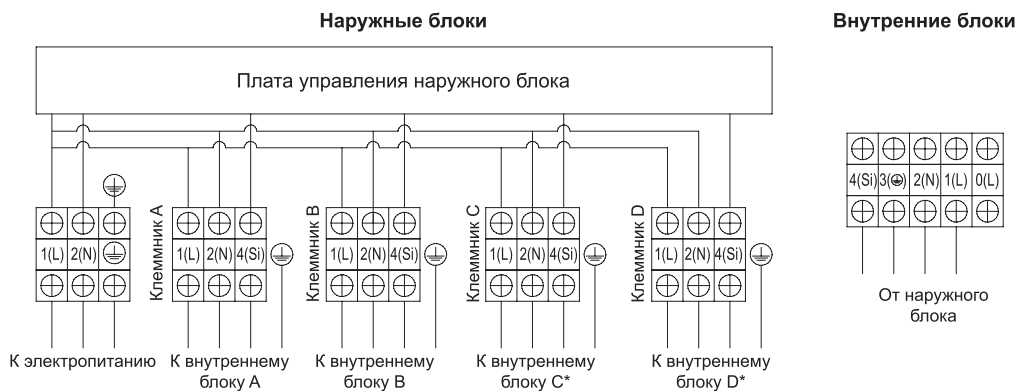 Наружные блоки
Внутренние блоки
Плата управления наружного блока
1(L) 2(N)
Клеммник A
1(L) 2(N) 4(Si)
Клеммник B
1(L) 2(N) 4(Si)
Клеммник C
1(L) 2(N) 4(Si)
Клеммник D
1(L) 2(N) 4(Si)
4(Si) 3(⏚) 2(N) 1(L) 0(L)
От наружного
блока
К электропитанию
К внутреннему
блоку A
К внутреннему
блоку B
К внутреннему
блоку C*
К внутреннему
блоку D*